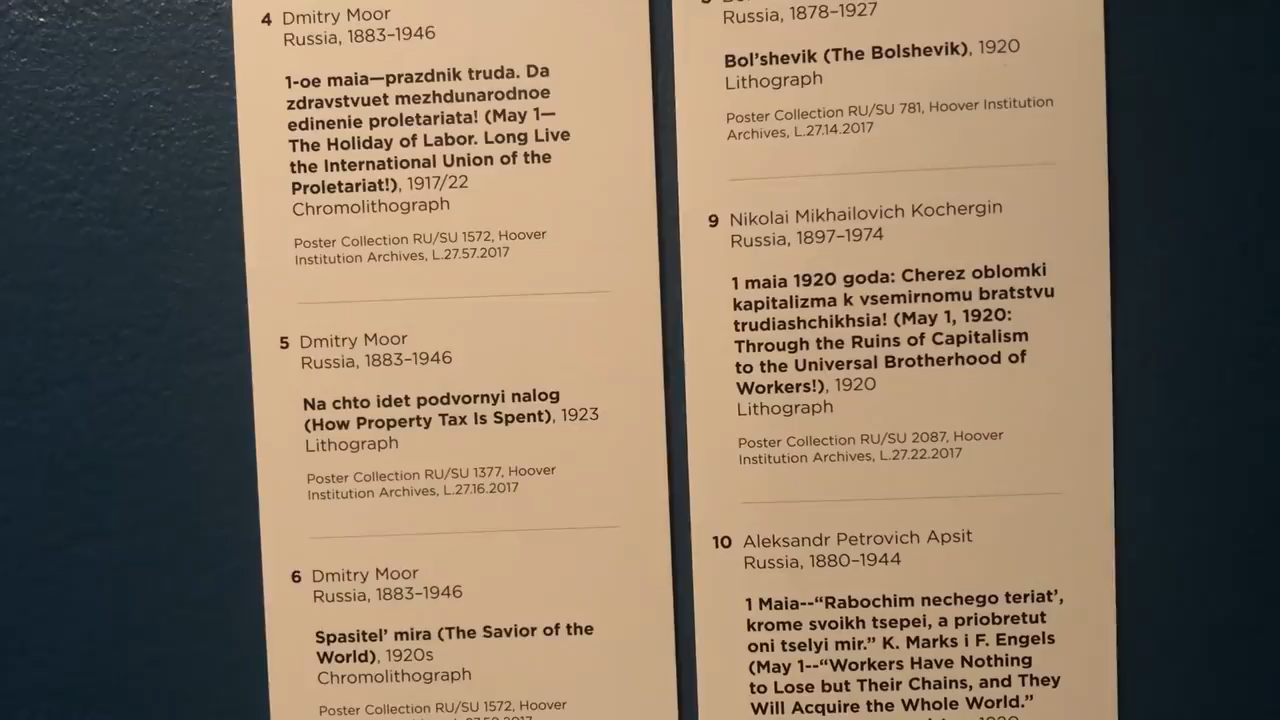 4 Dmitry Moor
Russia, 1883–1946
1-oe maia—prazdnik truda. Da
zdravstvuet mezhdunarodnoe
edinenie proletariata! (May 1—
The Holiday of Labor. Long Live
the International Union of the
Proletariat!), 1917/22
Chromolithograph
Poster Collection RU/SU 1572, Hoover
Institution Archives, L.27.57.2017
5 Dmitry Moor
Russia, 1883–1946
Na chto idet podvornyi nalog
(How Property Tax Is Spent), 1923
Lithograph
Poster Collection RU/SU 1377, Hoover
Institution Archives, L.27.16.2017
6 Dmitry Moor
Russia, 1883–1946
Spasitel’ mira (The Savior of the
World), 1920s
Chromolithograph
Poster Collection RU/SU 1572, Hoover
Russia, 1878–1927
Bol’shevik (The Bolshevik), 1920
Lithograph
Poster Collection RU/SU 781, Hoover Institution
Archives, L.27.14.2017
9 Nikolai Mikhailovich Kochergin
Russia, 1897–1974
1 maia 1920 goda: Cherez oblomki
kapitalizma k vsemirnomu bratstvu
trudiashchikhsia! (May 1, 1920:
Through the Ruins of Capitalism
to the Universal Brotherhood of
Workers!), 1920
Lithograph
Poster Collection RU/SU 2087, Hoover
Institution Archives, L.27.22.2017
10 Aleksandr Petrovich Apsit
Russia, 1880–1944
1 Maia--“Rabochim nechego teriat’,
krome svoikh tsepei, a priobretut
oni tselyi mir.” K. Marks i F. Engels
(May 1--“Workers Have Nothing
to Lose but Their Chains, and They
Will Acquire the Whole World.”